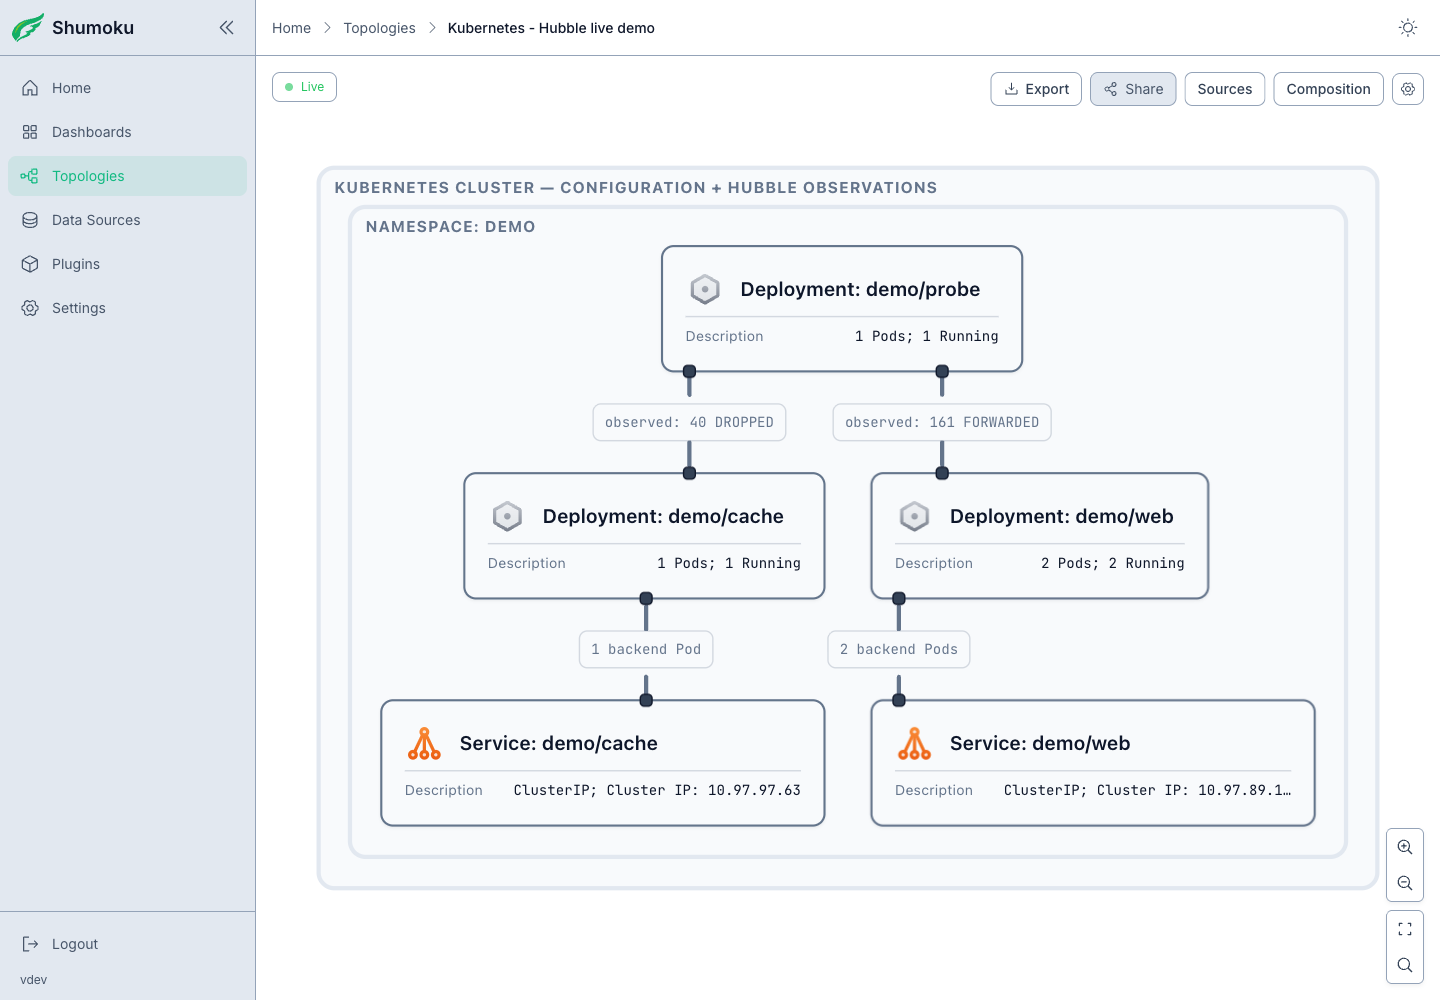 Shumoku
Home
Dashboards
Topologies
Data Sources
Plugins
Settings
Logout
vdev
Home
Topologies
Kubernetes - Hubble live demo
Live
Export
Share
Sources
Composition
KUBERNETES CLUSTER — CONFIGURATION + HUBBLE OBSERVATIONS
NAMESPACE: DEMO
Deployment: demo/probe
Description 1 Pods; 1 Running
observed: 40 DROPPED
observed: 161 FORWARDED
Deployment: demo/cache
Description 1 Pods; 1 Running
Deployment: demo/web
Description 2 Pods; 2 Running
1 backend Pod
2 backend Pods
Service: demo/cache
Description ClusterIP; Cluster IP: 10.97.97.63
Service: demo/web
Description ClusterIP; Cluster IP: 10.97.89.1…